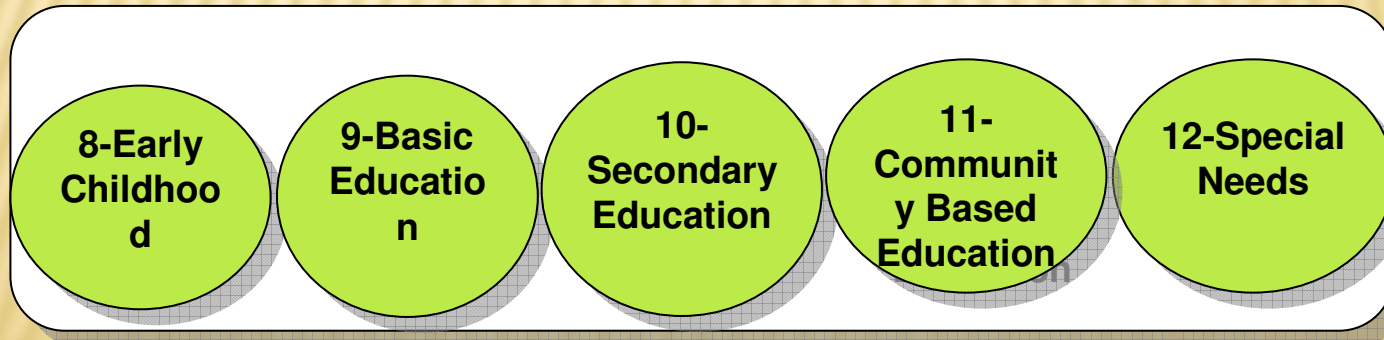 8-Early
Childhoo
d
9-Basic
Educatio
n
10-
Secondary
Education
11-
Communit
y Based
Education
12-Special
Needs